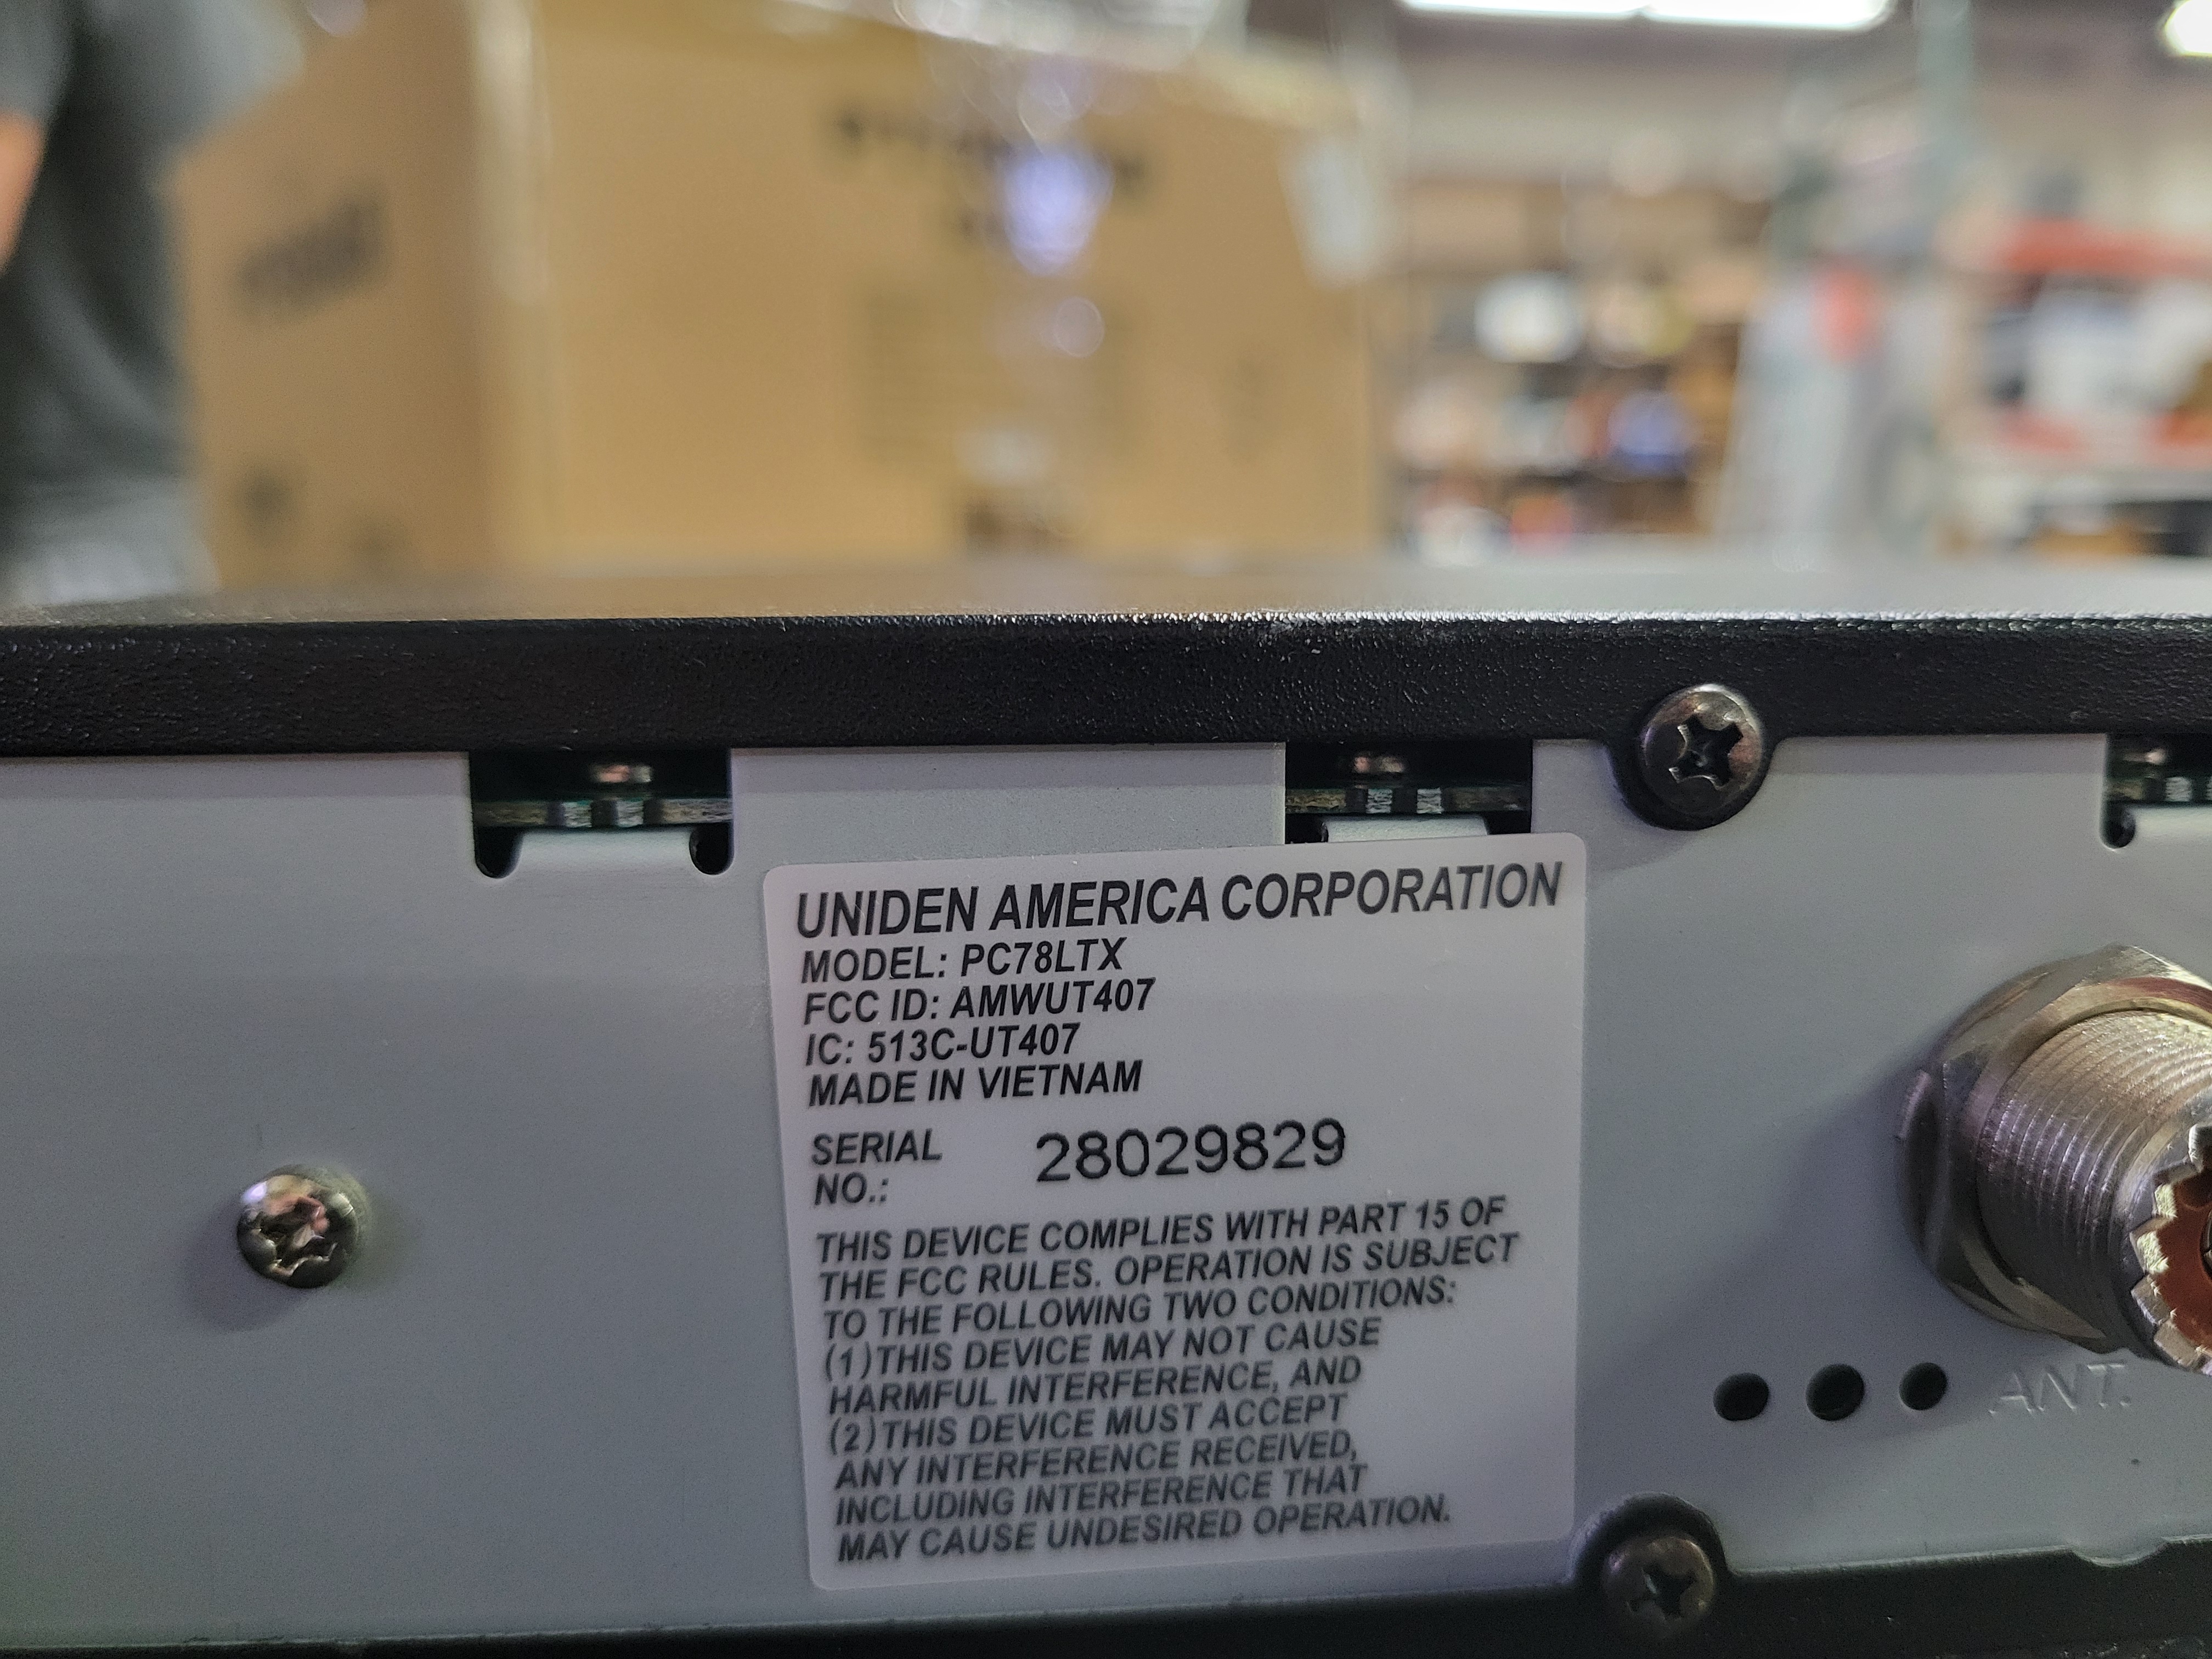 UNIDEN AMERICA CORPORATION
MODEL: PC78LTX
FCC ID: AMWUT407
IC: 513C-UT407
MADE IN VIETNAM
SERIAL NO.: 28029829
THIS DEVICE COMPLIES WITH PART 15 OF
THE FCC RULES. OPERATION IS SUBJECT
TO THE FOLLOWING TWO CONDITIONS:
(1)THIS DEVICE MAY NOT CAUSE
HARMFUL INTERFERENCE, AND
(2)THIS DEVICE MUST ACCEPT
ANY INTERFERENCE RECEIVED,
INCLUDING INTERFERENCE THAT
MAY CAUSE UNDESIRED OPERATION.
ANT.